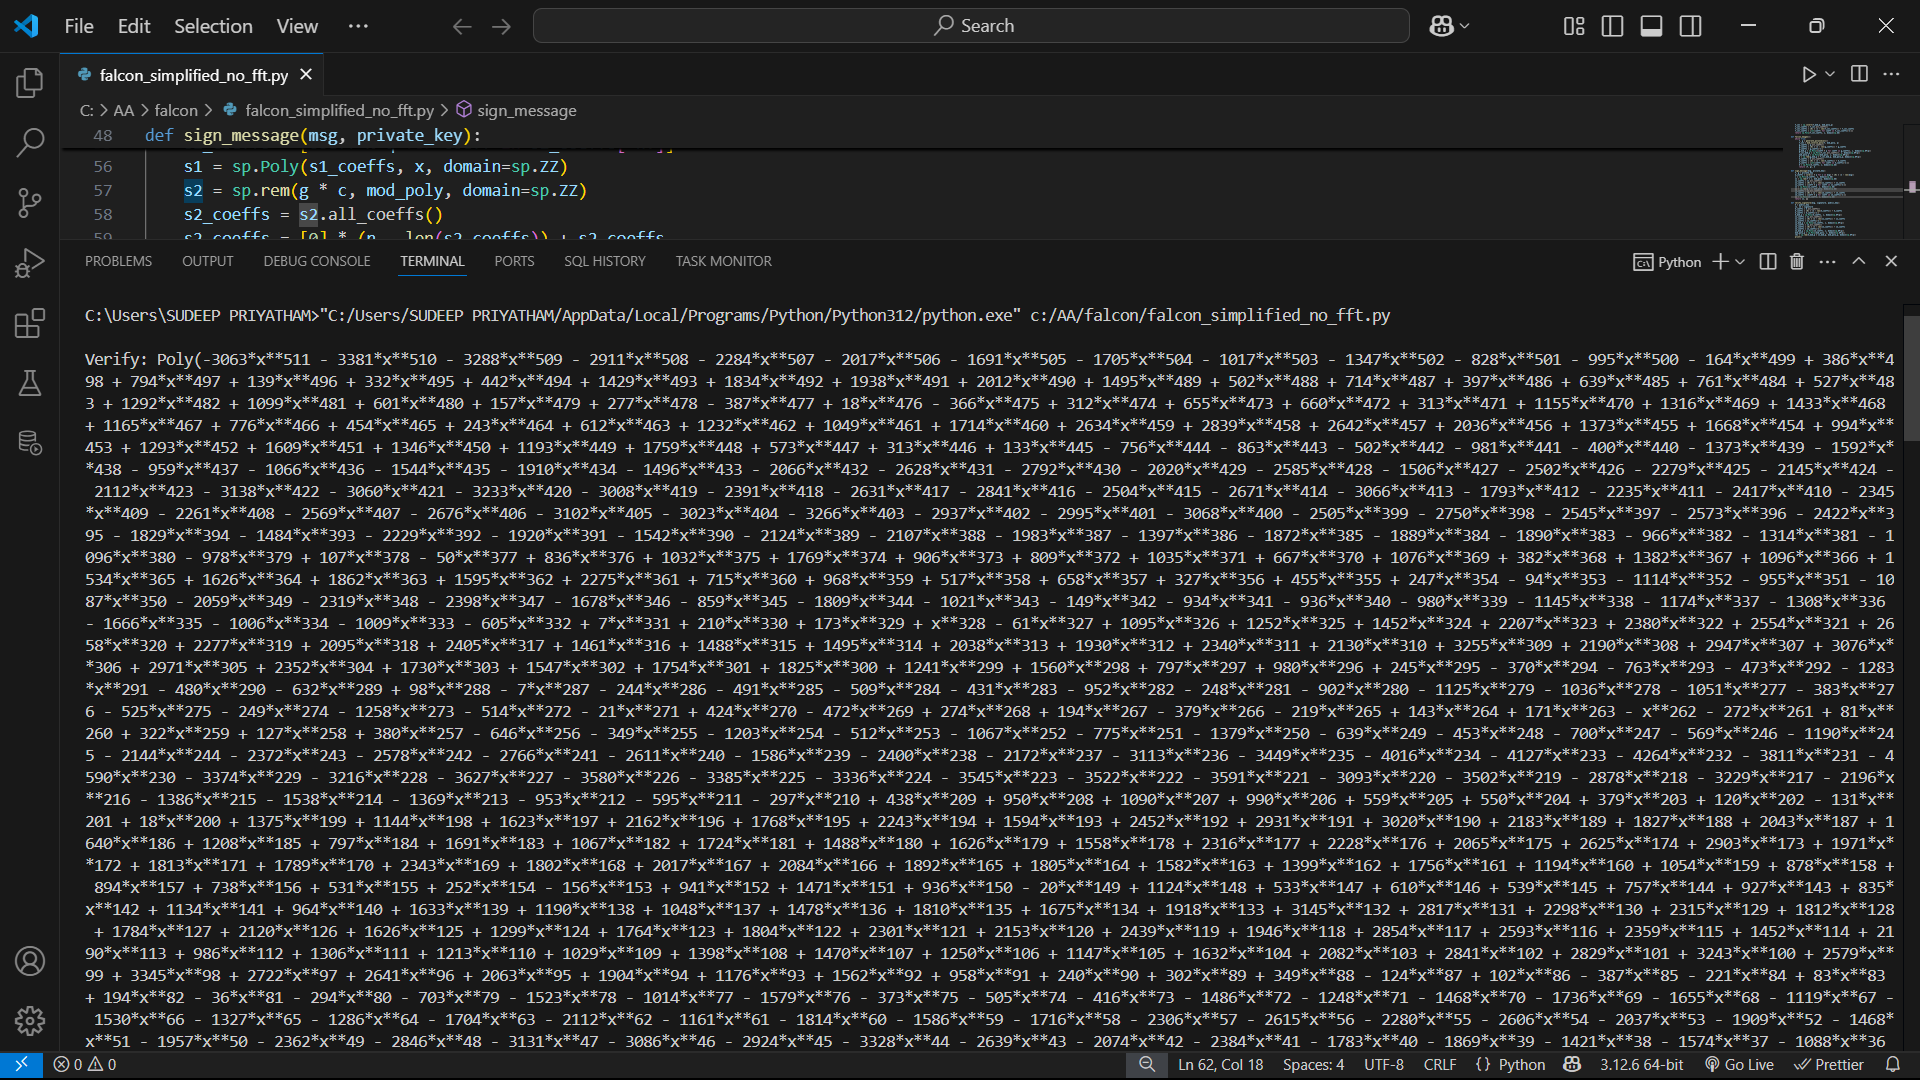 File Edit Selection View ··· Search
falcon_simplified_no_fft.py
C: > AA > falcon > falcon_simplified_no_fft.py > sign_message
48 def sign_message(msg, private_key):
56 s1 = sp.Poly(s1_coeffs, x, domain=sp.ZZ)
57 s2 = sp.rem(g * c, mod_poly, domain=sp.ZZ)
58 s2_coeffs = s2.all_coeffs()
59 s2_coeffs = [0] * (n - len(s2_coeffs)) + s2_coeffs
PROBLEMS OUTPUT DEBUG CONSOLE TERMINAL PORTS SQL HISTORY TASK MONITOR Python
C:\Users\SUDEEP PRIYATHAM>"C:/Users/SUDEEP PRIYATHAM/AppData/Local/Programs/Python/Python312/python.exe" c:/AA/falcon/falcon_simplified_no_fft.py
Verify: Poly(-3063*x**511 - 3381*x**510 - 3288*x**509 - 2911*x**508 - 2284*x**507 - 2017*x**506 - 1691*x**505 - 1705*x**504 - 1017*x**503 - 1347*x**502 - 828*x**501 - 995*x**500 - 164*x**499 + 386*x**4
98 + 794*x**497 + 139*x**496 + 332*x**495 + 442*x**494 + 1429*x**493 + 1834*x**492 + 1938*x**491 + 2012*x**490 + 1495*x**489 + 502*x**488 + 714*x**487 + 397*x**486 + 639*x**485 + 761*x**484 + 527*x**48
3 + 1292*x**482 + 1099*x**481 + 601*x**480 + 157*x**479 + 277*x**478 - 387*x**477 + 18*x**476 - 366*x**475 + 312*x**474 + 655*x**473 + 660*x**472 + 313*x**471 + 1155*x**470 + 1316*x**469 + 1433*x**468
+ 1165*x**467 + 776*x**466 + 454*x**465 + 243*x**464 + 612*x**463 + 1232*x**462 + 1049*x**461 + 1714*x**460 + 2634*x**459 + 2839*x**458 + 2642*x**457 + 2036*x**456 + 1373*x**455 + 1668*x**454 + 994*x**
453 + 1293*x**452 + 1609*x**451 + 1346*x**450 + 1193*x**449 + 1759*x**448 + 573*x**447 + 313*x**446 + 133*x**445 - 756*x**444 - 863*x**443 - 502*x**442 - 981*x**441 - 400*x**440 - 1373*x**439 - 1592*x*
*438 - 959*x**437 - 1066*x**436 - 1544*x**435 - 1910*x**434 - 1496*x**433 - 2066*x**432 - 2628*x**431 - 2792*x**430 - 2020*x**429 - 2585*x**428 - 1506*x**427 - 2502*x**426 - 2279*x**425 - 2145*x**424 -
2112*x**423 - 3138*x**422 - 3060*x**421 - 3233*x**420 - 3008*x**419 - 2391*x**418 - 2631*x**417 - 2841*x**416 - 2504*x**415 - 2671*x**414 - 3066*x**413 - 1793*x**412 - 2235*x**411 - 2417*x**410 - 2345
*x**409 - 2261*x**408 - 2569*x**407 - 2676*x**406 - 3102*x**405 - 3023*x**404 - 3266*x**403 - 2937*x**402 - 2995*x**401 - 3068*x**400 - 2505*x**399 - 2750*x**398 - 2545*x**397 - 2573*x**396 - 2422*x**3
95 - 1829*x**394 - 1484*x**393 - 2229*x**392 - 1920*x**391 - 1542*x**390 - 2124*x**389 - 2107*x**388 - 1983*x**387 - 1397*x**386 - 1872*x**385 - 1889*x**384 - 1890*x**383 - 966*x**382 - 1314*x**381 - 1
096*x**380 - 978*x**379 + 107*x**378 - 50*x**377 + 836*x**376 + 1032*x**375 + 1769*x**374 + 906*x**373 + 809*x**372 + 1035*x**371 + 667*x**370 + 1076*x**369 + 382*x**368 + 1382*x**367 + 1096*x**366 + 1
534*x**365 + 1626*x**364 + 1862*x**363 + 1595*x**362 + 2275*x**361 + 715*x**360 + 968*x**359 + 517*x**358 + 658*x**357 + 327*x**356 + 455*x**355 + 247*x**354 - 94*x**353 - 1114*x**352 - 955*x**351 - 10
87*x**350 - 2059*x**349 - 2319*x**348 - 2398*x**347 - 1678*x**346 - 859*x**345 - 1809*x**344 - 1021*x**343 - 149*x**342 - 934*x**341 - 936*x**340 - 980*x**339 - 1145*x**338 - 1174*x**337 - 1308*x**336
- 1666*x**335 - 1006*x**334 - 1009*x**333 - 605*x**332 + 7*x**331 + 210*x**330 + 173*x**329 + x**328 - 61*x**327 + 1095*x**326 + 1252*x**325 + 1452*x**324 + 2207*x**323 + 2380*x**322 + 2554*x**321 + 26
58*x**320 + 2277*x**319 + 2095*x**318 + 2405*x**317 + 1461*x**316 + 1488*x**315 + 1495*x**314 + 2038*x**313 + 1930*x**312 + 2340*x**311 + 2130*x**310 + 3255*x**309 + 2190*x**308 + 2947*x**307 + 3076*x*
*306 + 2971*x**305 + 2352*x**304 + 1730*x**303 + 1547*x**302 + 1754*x**301 + 1825*x**300 + 1241*x**299 + 1560*x**298 + 797*x**297 + 980*x**296 + 245*x**295 - 370*x**294 - 763*x**293 - 473*x**292 - 1283
*x**291 - 480*x**290 - 632*x**289 + 98*x**288 - 7*x**287 - 244*x**286 - 491*x**285 - 509*x**284 - 431*x**283 - 952*x**282 - 248*x**281 - 902*x**280 - 1125*x**279 - 1036*x**278 - 1051*x**277 - 383*x**27
6 - 525*x**275 - 249*x**274 - 1258*x**273 - 514*x**272 - 21*x**271 + 424*x**270 - 472*x**269 + 274*x**268 + 194*x**267 - 379*x**266 - 219*x**265 + 143*x**264 + 171*x**263 - x**262 - 272*x**261 + 81*x**
260 + 322*x**259 + 127*x**258 + 380*x**257 - 646*x**256 - 349*x**255 - 1203*x**254 - 512*x**253 - 1067*x**252 - 775*x**251 - 1379*x**250 - 639*x**249 - 453*x**248 - 700*x**247 - 569*x**246 - 1190*x**24
5 - 2144*x**244 - 2372*x**243 - 2578*x**242 - 2766*x**241 - 2611*x**240 - 1586*x**239 - 2400*x**238 - 2172*x**237 - 3113*x**236 - 3449*x**235 - 4016*x**234 - 4127*x**233 - 4264*x**232 - 3811*x**231 - 4
590*x**230 - 3374*x**229 - 3216*x**228 - 3627*x**227 - 3580*x**226 - 3385*x**225 - 3336*x**224 - 3545*x**223 - 3522*x**222 - 3591*x**221 - 3093*x**220 - 3502*x**219 - 2878*x**218 - 3229*x**217 - 2196*x
**216 - 1386*x**215 - 1538*x**214 - 1369*x**213 - 953*x**212 - 595*x**211 - 297*x**210 + 438*x**209 + 950*x**208 + 1090*x**207 + 990*x**206 + 559*x**205 + 550*x**204 + 379*x**203 + 120*x**202 - 131*x**
201 + 18*x**200 + 1375*x**199 + 1144*x**198 + 1623*x**197 + 2162*x**196 + 1768*x**195 + 2243*x**194 + 1594*x**193 + 2452*x**192 + 2931*x**191 + 3020*x**190 + 2183*x**189 + 1827*x**188 + 2043*x**187 + 1
640*x**186 + 1208*x**185 + 797*x**184 + 1691*x**183 + 1067*x**182 + 1724*x**181 + 1488*x**180 + 1626*x**179 + 1558*x**178 + 2316*x**177 + 2228*x**176 + 2065*x**175 + 2625*x**174 + 2903*x**173 + 1971*x*
*172 + 1813*x**171 + 1789*x**170 + 2343*x**169 + 1802*x**168 + 2017*x**167 + 2084*x**166 + 1892*x**165 + 1805*x**164 + 1582*x**163 + 1399*x**162 + 1756*x**161 + 1194*x**160 + 1054*x**159 + 878*x**158 +
894*x**157 + 738*x**156 + 531*x**155 + 252*x**154 - 156*x**153 + 941*x**152 + 1471*x**151 + 936*x**150 - 20*x**149 + 1124*x**148 + 533*x**147 + 610*x**146 + 539*x**145 + 757*x**144 + 927*x**143 + 835*
x**142 + 1134*x**141 + 964*x**140 + 1633*x**139 + 1190*x**138 + 1048*x**137 + 1478*x**136 + 1810*x**135 + 1675*x**134 + 1918*x**133 + 3145*x**132 + 2817*x**131 + 2298*x**130 + 2315*x**129 + 1812*x**128
+ 1784*x**127 + 2120*x**126 + 1626*x**125 + 1299*x**124 + 1764*x**123 + 1804*x**122 + 2301*x**121 + 2153*x**120 + 2439*x**119 + 1946*x**118 + 2854*x**117 + 2593*x**116 + 2359*x**115 + 1452*x**114 + 21
90*x**113 + 986*x**112 + 1306*x**111 + 1213*x**110 + 1029*x**109 + 1398*x**108 + 1470*x**107 + 1250*x**106 + 1147*x**105 + 1632*x**104 + 2082*x**103 + 2841*x**102 + 2829*x**101 + 3243*x**100 + 2579*x**
99 + 3345*x**98 + 2722*x**97 + 2641*x**96 + 2063*x**95 + 1904*x**94 + 1176*x**93 + 1562*x**92 + 958*x**91 + 240*x**90 + 302*x**89 + 349*x**88 - 124*x**87 + 102*x**86 - 387*x**85 - 221*x**84 + 83*x**83
+ 194*x**82 - 36*x**81 - 294*x**80 - 703*x**79 - 1523*x**78 - 1014*x**77 - 1579*x**76 - 373*x**75 - 505*x**74 - 416*x**73 - 1486*x**72 - 1248*x**71 - 1468*x**70 - 1736*x**69 - 1655*x**68 - 1119*x**67 -
1530*x**66 - 1327*x**65 - 1286*x**64 - 1704*x**63 - 2112*x**62 - 1161*x**61 - 1814*x**60 - 1586*x**59 - 1716*x**58 - 2306*x**57 - 2615*x**56 - 2280*x**55 - 2606*x**54 - 2037*x**53 - 1909*x**52 - 1468*
x**51 - 1957*x**50 - 2362*x**49 - 2846*x**48 - 3131*x**47 - 3086*x**46 - 2924*x**45 - 3328*x**44 - 2639*x**43 - 2074*x**42 - 2384*x**41 - 1783*x**40 - 1869*x**39 - 1421*x**38 - 1574*x**37 - 1088*x**36
0 0 Ln 62, Col 18 Spaces: 4 UTF-8 CRLF {} Python 3.12.6 64-bit Go Live Prettier